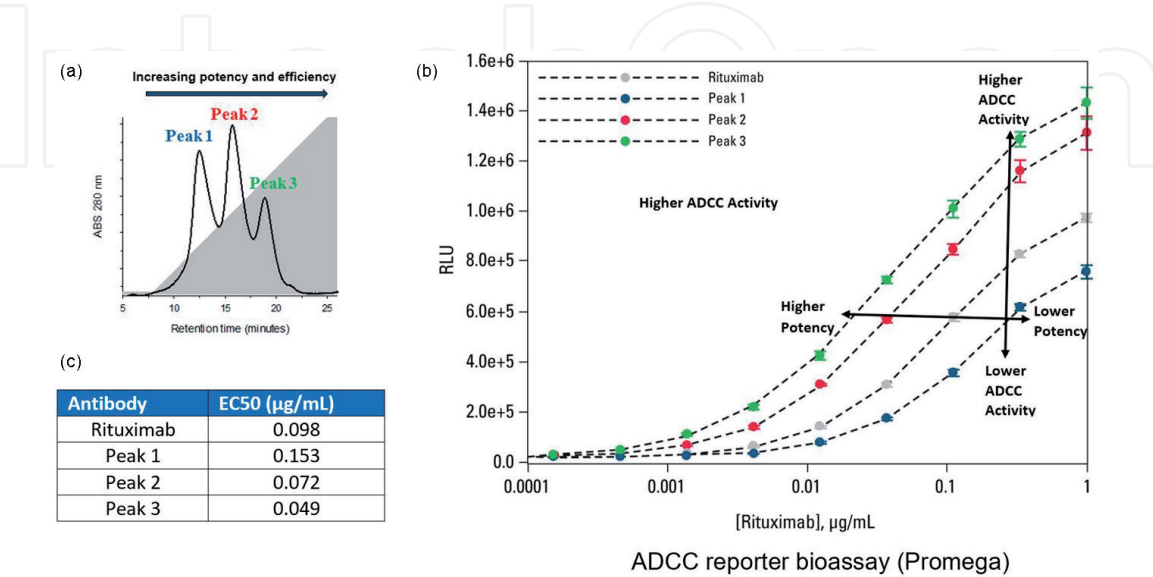 (a)
Increasing potency and efficiency
Peak 1
Peak 2
Peak 3
ABS 280 nm
5 10 15 20 25
Retention time (minutes)
(b)
1.6e+6
1.4e+6
1.2e+6
1.0e+6
8.0e+5
6.0e+5
4.0e+5
2.0e+5
0.0
RLU
Rituximab
Peak 1
Peak 2
Peak 3
Higher ADCC Activity
Higher
ADCC
Activity
Higher
Potency
Lower
Potency
Lower
ADCC
Activity
0.0001 0.001 0.01 0.1 1
[Rituximab], µg/mL
ADCC reporter bioassay (Promega)
(c)
Antibody EC50 (µg/mL)
Rituximab 0.098
Peak 1 0.153
Peak 2 0.072
Peak 3 0.049